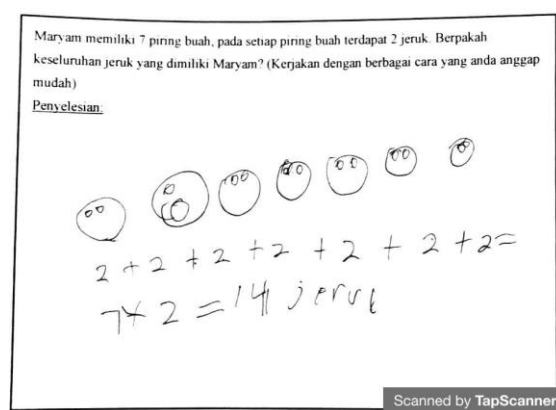 Maryam memiliki 7 piring buah, pada setiap piring buah terdapat 2 jeruk. Berpakah
keseluruhan jeruk yang dimiliki Maryam? (Kerjakan dengan berbagai cara yang anda anggap
mudah)
Penyelesian:
2 + 2 + 2 + 2 + 2 + 2 + 2 =
7 × 2 = 14 jeruk
Scanned by TapScanner